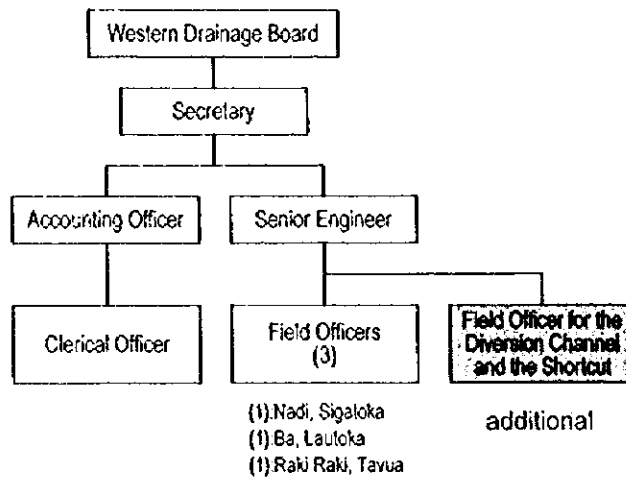 Western Drainage Board
Secretary
Accounting Officer
Senior Engineer
Clerical Officer
Field Officers
(3)
Field Officer for the
Diversion Channel
and the Shortcut
(1):Nadi, Sigatoka
(1):Ba, Lautoka
(1):Raki Raki, Tavua
additional